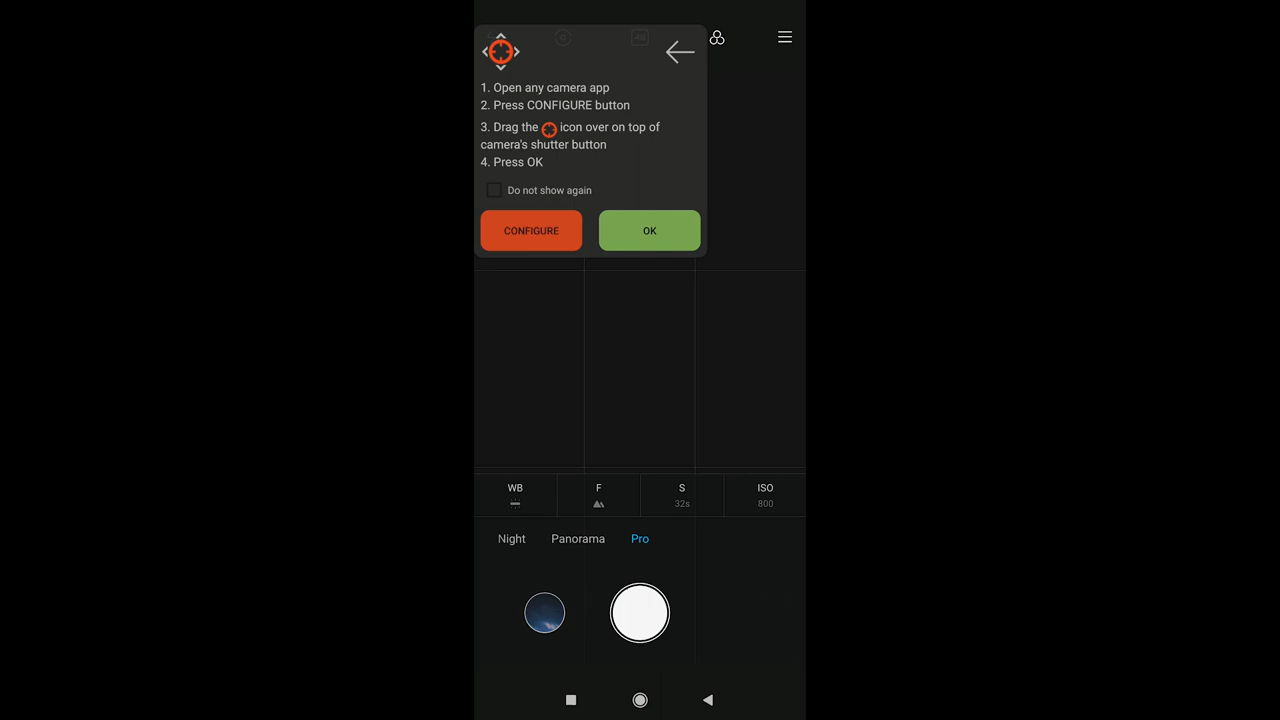 1. Open any camera app
2. Press CONFIGURE button
3. Drag the icon over on top of
camera's shutter button
4. Press OK
Do not show again
CONFIGURE OK
WB F S ISO
32s 800
Night Panorama Pro